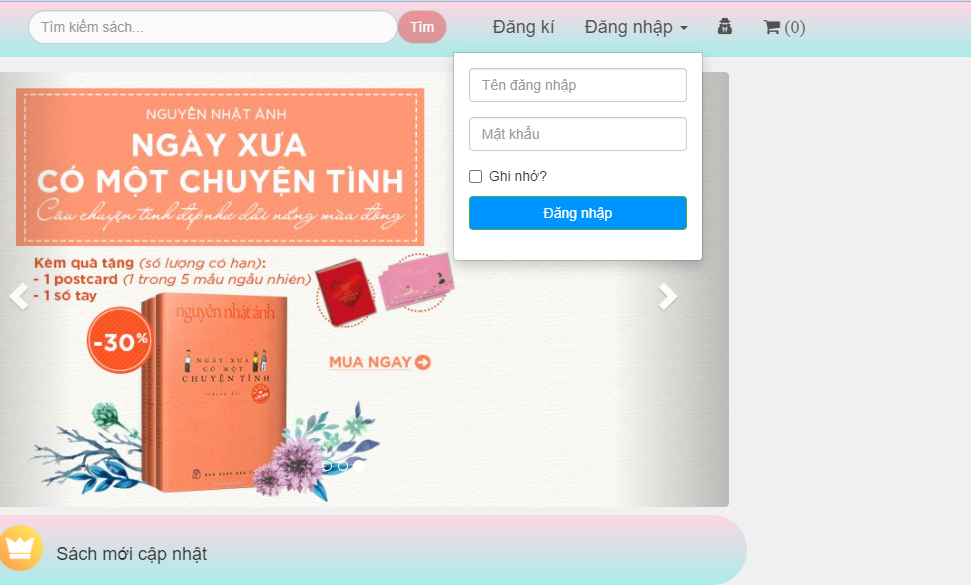 Tìm kiếm sách...
Tìm
Đăng kí
Đăng nhập
(0)
Tên đăng nhập
Mật khẩu
Ghi nhớ?
Đăng nhập
NGUYỄN NHẬT ÁNH
NGÀY XƯA
CÓ MỘT CHUYỆN TÌNH
Câu chuyện tình đẹp như dải nắng mùa đông
Kèm quà tặng (số lượng có hạn):
- 1 postcard (1 trong 5 mẫu ngẫu nhiên)
- 1 sổ tay
-30%
nguyễn nhật ánh
NGÀY XƯA
CÓ MỘT
CHUYỆN TÌNH
MUA NGAY
Sách mới cập nhật